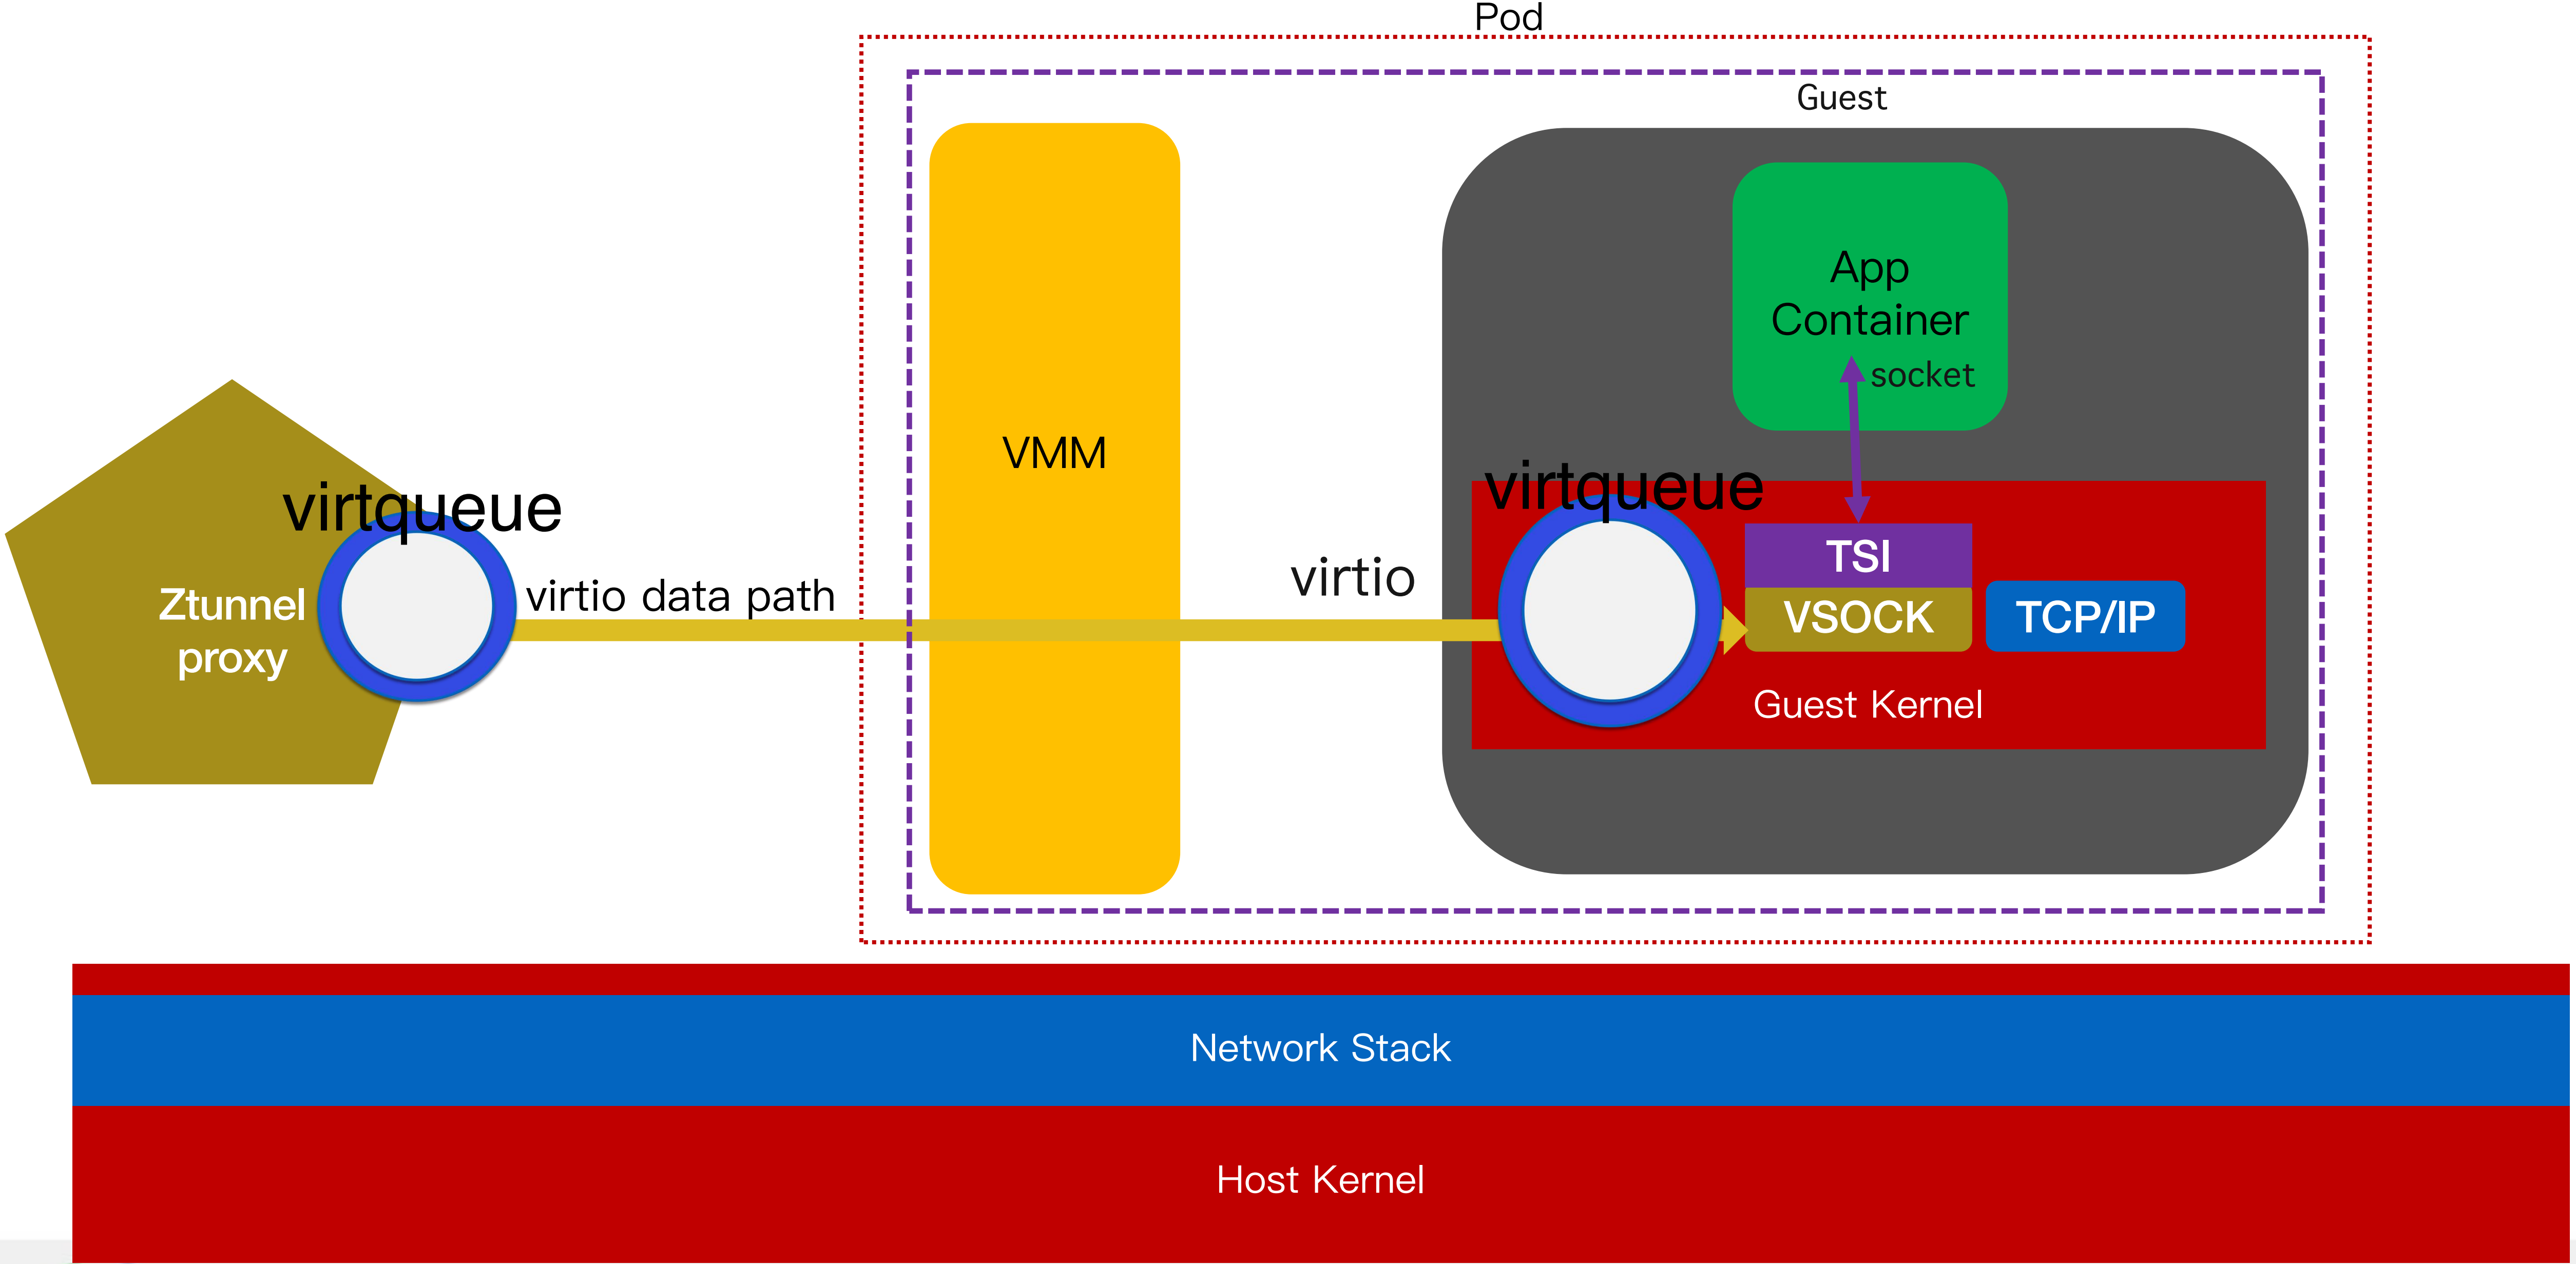 Pod
Guest
App
Container
socket
VMM
virtqueue
virtqueue
virtio
virtio data path
Ztunnel
proxy
TSI
VSOCK
TCP/IP
Guest Kernel
Network Stack
Host Kernel